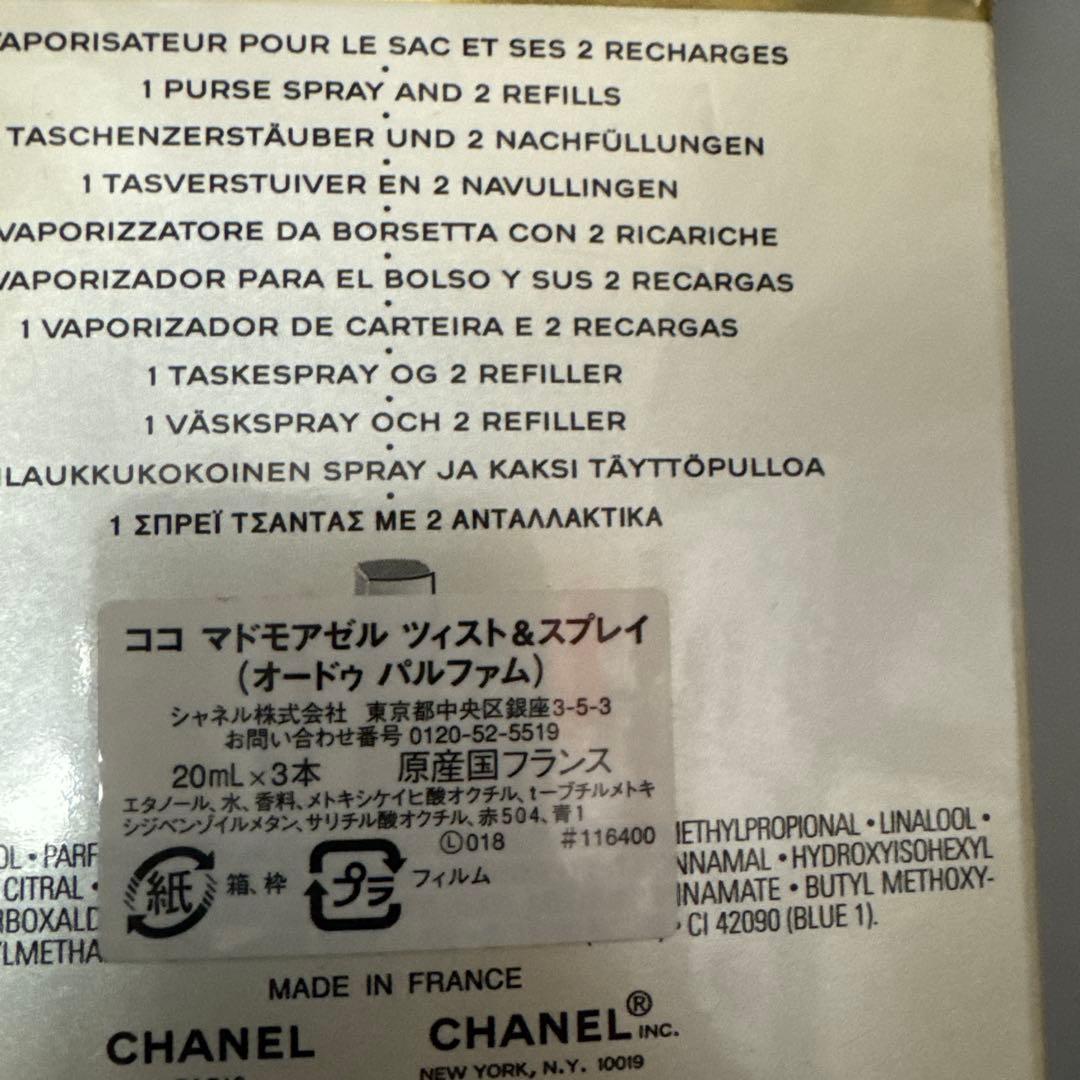 VAPORISATEUR POUR LE SAC ET SES 2 RECHARGES
1 PURSE SPRAY AND 2 REFILLS
TASCHENZERSTÄUBER UND 2 NACHFÜLLUNGEN
1 TASVERSTUIVER EN 2 NAVULLINGEN
VAPORIZZATORE DA BORSETTA CON 2 RICARICHE
VAPORIZADOR PARA EL BOLSO Y SUS 2 RECARGAS
1 VAPORIZADOR DE CARTEIRA E 2 RECARGAS
1 TASKESPRAY OG 2 REFILLER
1 VÄSKSPRAY OCH 2 REFILLER
LAUKKUKOKOINEN SPRAY JA KAKSI TÄYTTÖPULLOA
1 ΣΠΡΕΪ ΤΣΑΝΤΑΣ ΜΕ 2 ΑΝΤΑΛΛΑΚΤΙΚΑ
ココ マドモアゼル ツィスト&スプレイ
(オードゥ パルファム)
シャネル株式会社 東京都中央区銀座3-5-3
お問い合わせ番号 0120-52-5519
20mL×3本 原産国フランス
エタノール、水、香料、メトキシケイヒ酸オクチル、t-ブチルメトキ
シジベンゾイルメタン、サリチル酸オクチル、赤504、青1
Ⓛ018 #116400
紙 箱、枠 プラ フィルム
OL • PARF
CITRAL •
RBOXALD
LMETHA
METHYLPROPIONAL • LINALOOL •
NNAMAL • HYDROXYISOHEXYL
INAMATE • BUTYL METHOXY-
• CI 42090 (BLUE 1).
MADE IN FRANCE
CHANEL
CHANEL® INC.
NEW YORK, N.Y. 10019